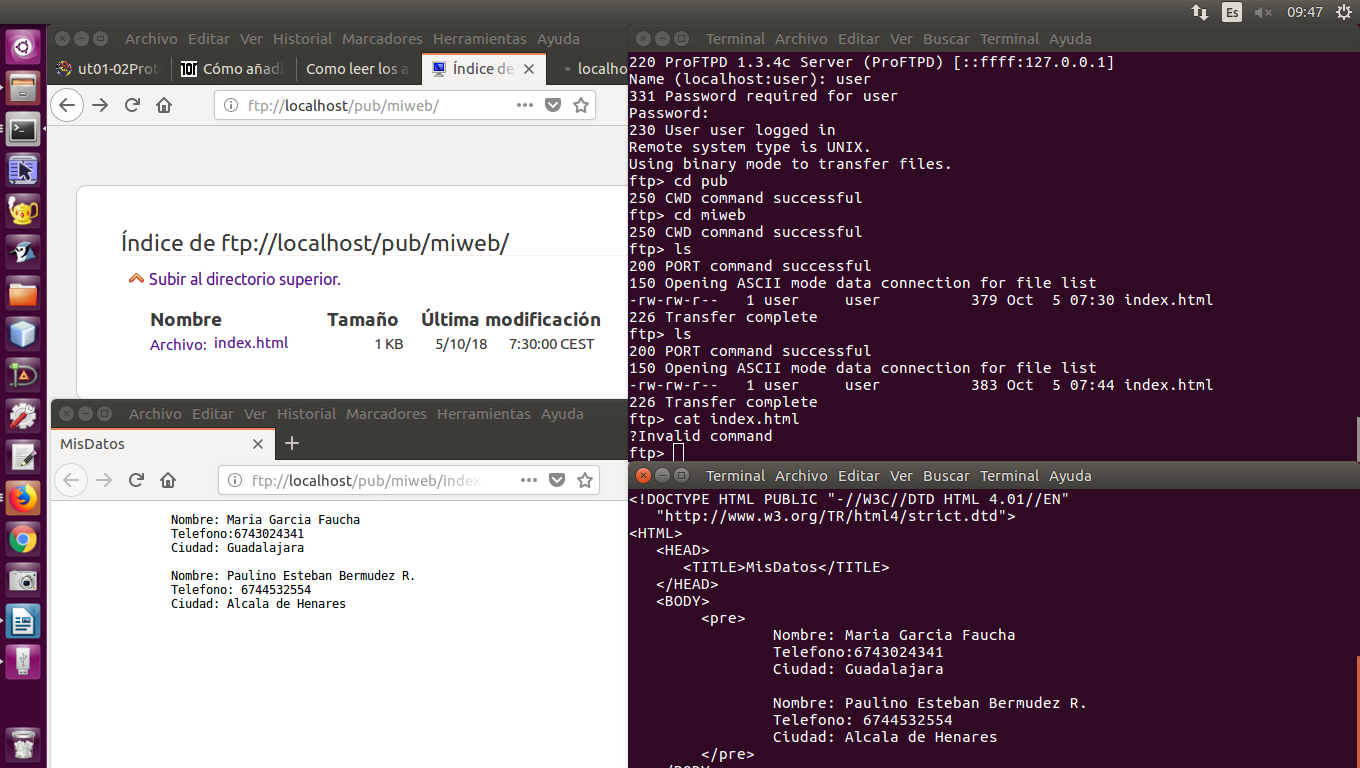 Es 09:47
Archivo Editar Ver Historial Marcadores Herramientas Ayuda
ut01-02Prot Cómo añadi Como leer los a Índice de localho
ftp://localhost/pub/miweb/
Índice de ftp://localhost/pub/miweb/
Subir al directorio superior.
Nombre Tamaño Última modificación
Archivo: index.html 1 KB 5/10/18 7:30:00 CEST
Archivo Editar Ver Historial Marcadores Herramientas Ayuda
MisDatos
ftp://localhost/pub/miweb/index
Nombre: Maria Garcia Faucha
Telefono:6743024341
Ciudad: Guadalajara
Nombre: Paulino Esteban Bermudez R.
Telefono: 6744532554
Ciudad: Alcala de Henares
Terminal Archivo Editar Ver Buscar Terminal Ayuda
220 ProFTPD 1.3.4c Server (ProFTPD) [::ffff:127.0.0.1]
Name (localhost:user): user
331 Password required for user
Password:
230 User user logged in
Remote system type is UNIX.
Using binary mode to transfer files.
ftp> cd pub
250 CWD command successful
ftp> cd miweb
250 CWD command successful
ftp> ls
200 PORT command successful
150 Opening ASCII mode data connection for file list
-rw-rw-r-- 1 user user 379 Oct 5 07:30 index.html
226 Transfer complete
ftp> ls
200 PORT command successful
150 Opening ASCII mode data connection for file list
-rw-rw-r-- 1 user user 383 Oct 5 07:44 index.html
226 Transfer complete
ftp> cat index.html
?Invalid command
ftp>
Terminal Archivo Editar Ver Buscar Terminal Ayuda
<!DOCTYPE HTML PUBLIC "-//W3C//DTD HTML 4.01//EN"
"http://www.w3.org/TR/html4/strict.dtd">
<HTML>
<HEAD>
<TITLE>MisDatos</TITLE>
</HEAD>
<BODY>
<pre>
Nombre: Maria Garcia Faucha
Telefono:6743024341
Ciudad: Guadalajara
Nombre: Paulino Esteban Bermudez R.
Telefono: 6744532554
Ciudad: Alcala de Henares
</pre>